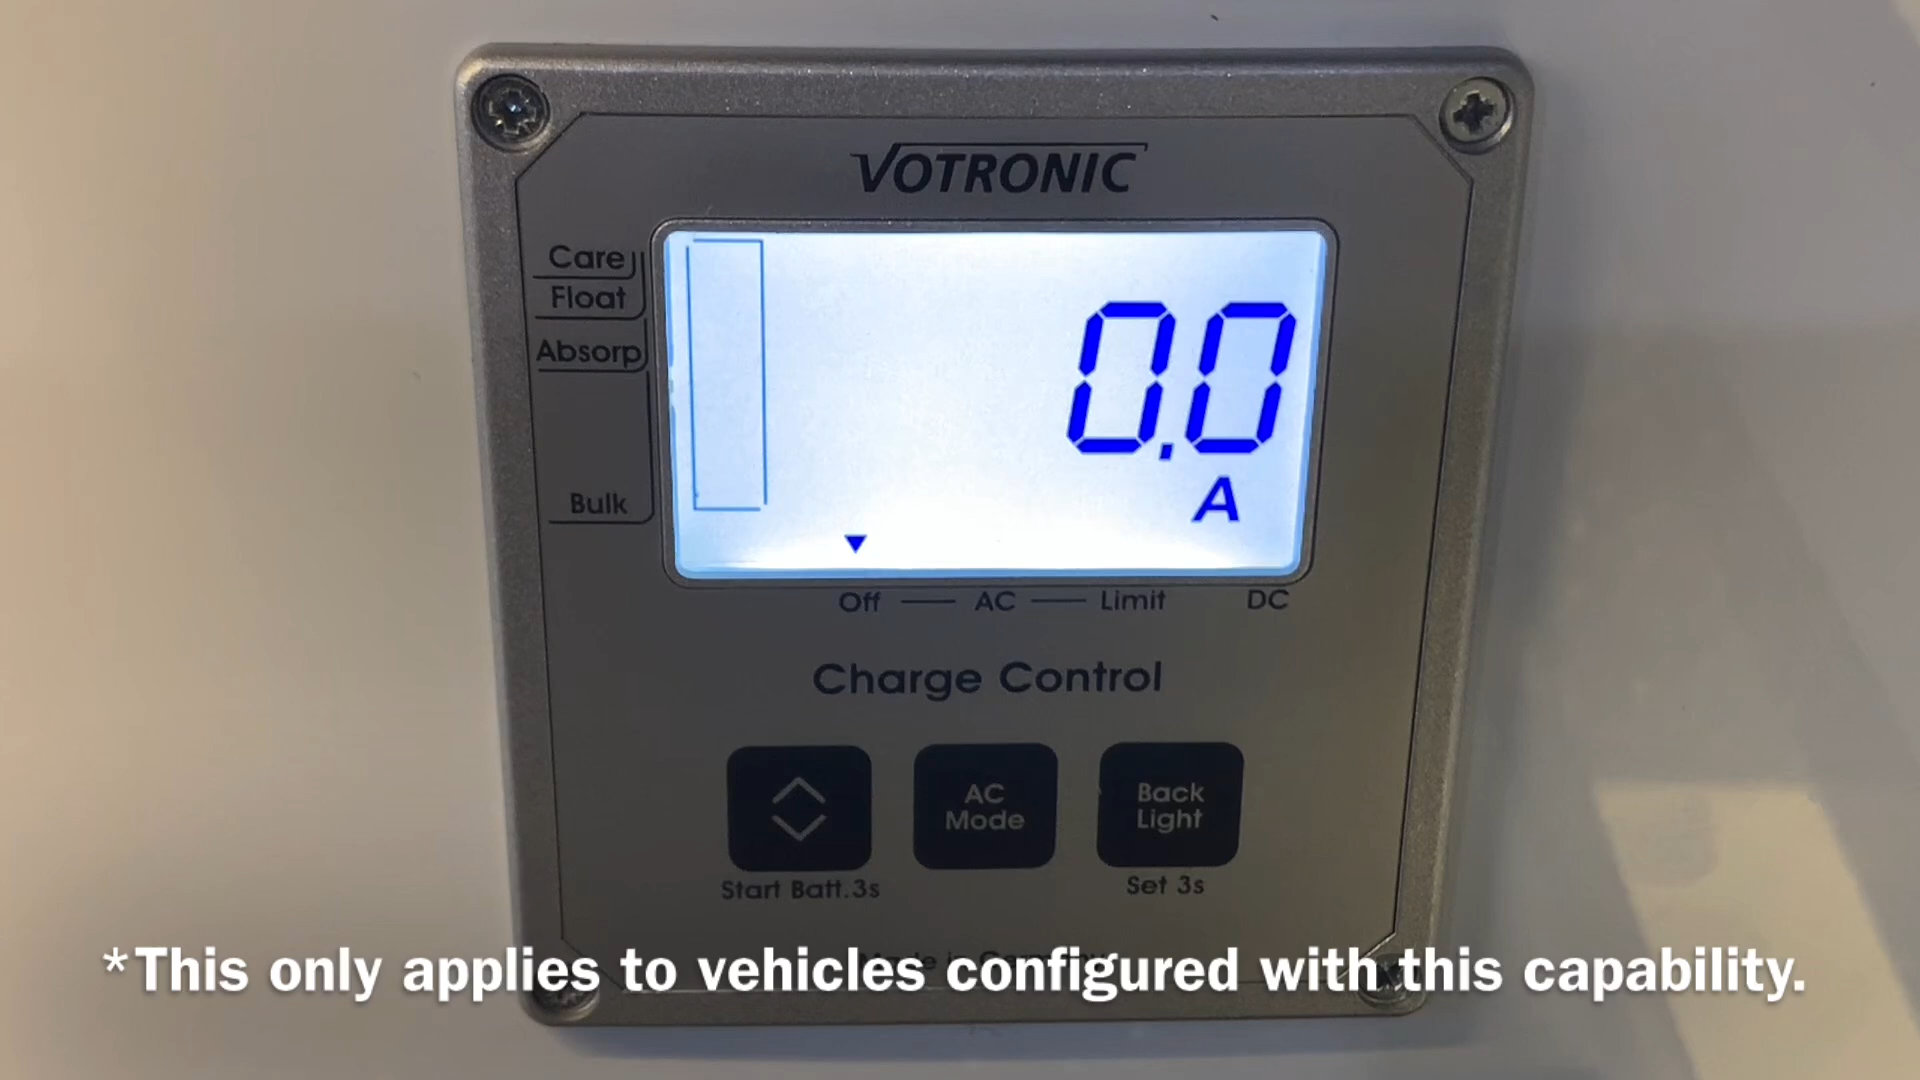 VOTRONIC
Care
Float
Absorp
Bulk
0.0
A
Off AC Limit DC
Charge Control
AC
Mode
Back
Light
Start Batt.3s
Set 3s
*This only applies to vehicles configured with this capability.